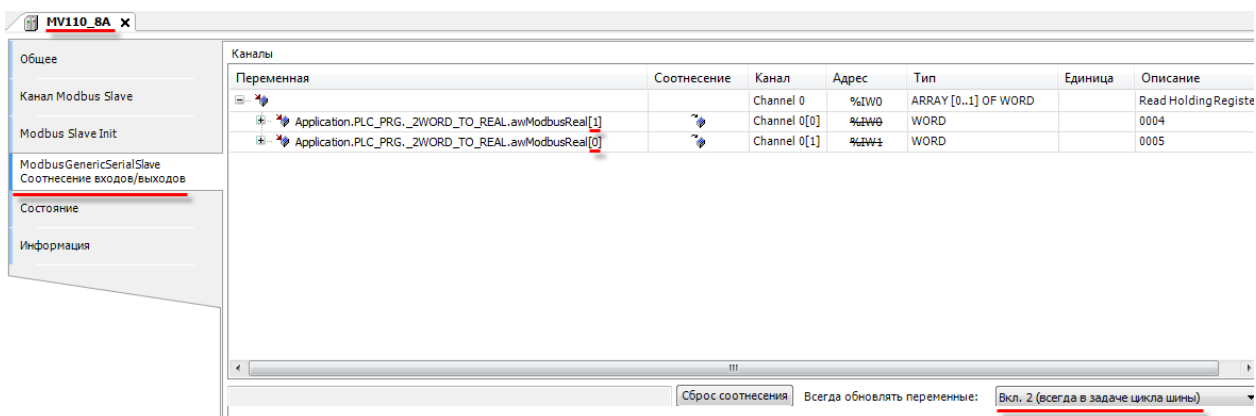 MV110_8A X
Общее
Канал Modbus Slave
Modbus Slave Init
ModbusGenericSerialSlave
Соотнесение входов/выходов
Состояние
Информация
Каналы
Переменная Соотнесение Канал Адрес Тип Единица Описание
Channel 0 %IW0 ARRAY [0..1] OF WORD Read Holding Registe
Application.PLC_PRG._2WORD_TO_REAL.awModbusReal[1] Channel 0[0] %IW0 WORD 0004
Application.PLC_PRG._2WORD_TO_REAL.awModbusReal[0] Channel 0[1] %IW1 WORD 0005
Сброс соотнесения Всегда обновлять переменные: Вкл. 2 (всегда в задаче цикла шины)